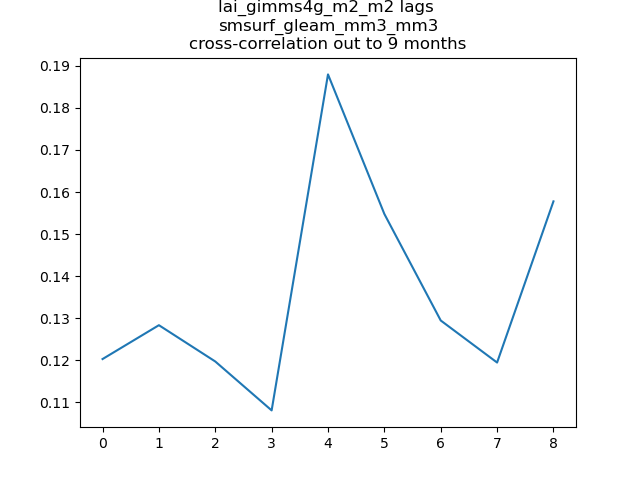 lai_gimms4g_m2_m2 lags
smsurf_gleam_mm3_mm3
cross-correlation out to 9 months
0.19
0.18
0.17
0.16
0.15
0.14
0.13
0.12
0.11
0 1 2 3 4 5 6 7 8